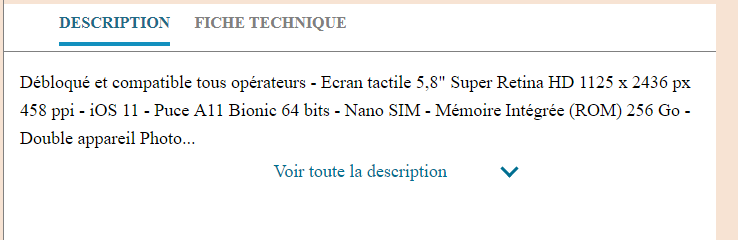 DESCRIPTION FICHE TECHNIQUE
Débloqué et compatible tous opérateurs - Ecran tactile 5,8" Super Retina HD 1125 x 2436 px
458 ppi - iOS 11 - Puce A11 Bionic 64 bits - Nano SIM - Mémoire Intégrée (ROM) 256 Go -
Double appareil Photo...
Voir toute la description